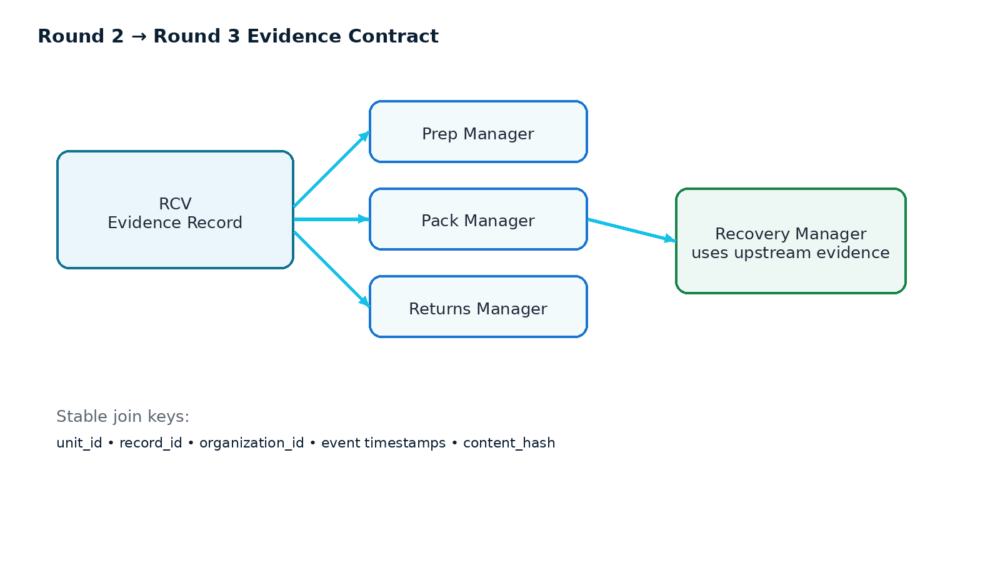 Round 2 → Round 3 Evidence Contract
RCV
Evidence Record
Prep Manager
Pack Manager
Returns Manager
Recovery Manager
uses upstream evidence
Stable join keys:
unit_id • record_id • organization_id • event timestamps • content_hash